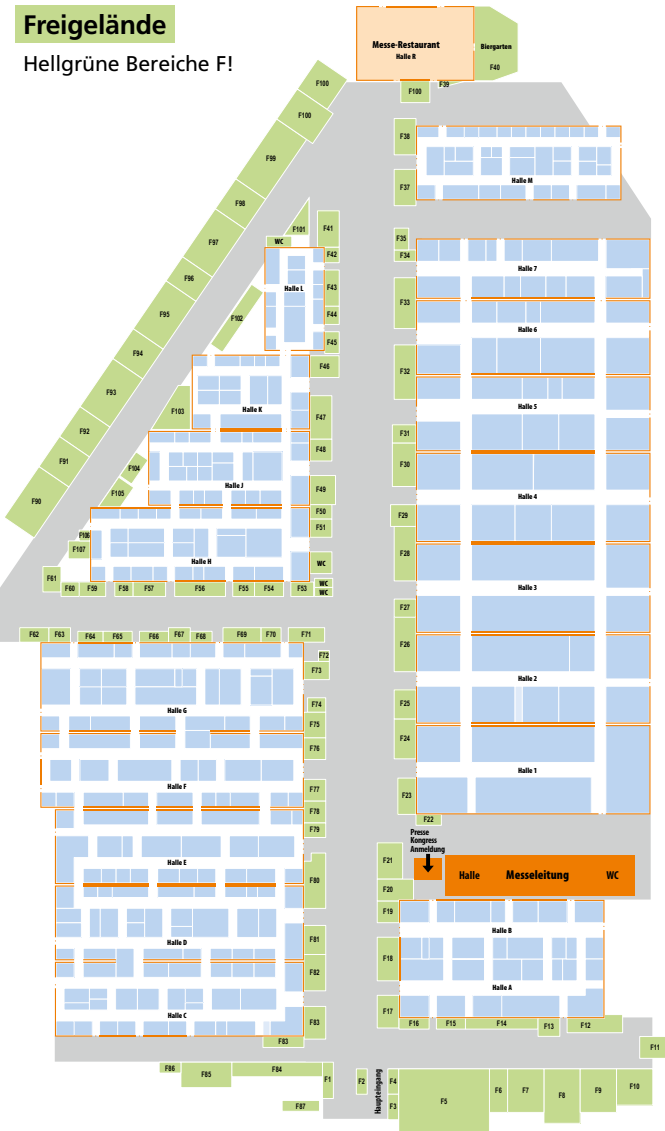 Freigelände
Hellgrüne Bereiche F!
Messe-Restaurant
Halle R
Biergarten
F40
F39
F100
F100
F100
F99
F98
F97
F96
F95
F94
F93
F92
F91
F90
F38
Halle M
F37
F101
F41
WC
F42
F35
F34
Halle L
F43
F44
F45
F102
F46
Halle 7
F33
Halle 6
F32
Halle K
F103
F47
F48
Halle 5
F31
F30
F104
F105
Halle J
F49
F50
F51
Halle 4
F29
F28
F106
F107
Halle H
WC
WC
WC
F61
F60
F59
F58
F57
F56
F55
F54
F53
Halle 3
F27
F26
F62
F63
F64
F65
F66
F67
F68
F69
F70
F71
F72
F73
Halle G
F74
F75
F76
Halle 2
F25
F24
Halle F
F77
F78
F79
Halle 1
F23
F22
Presse
Kongress
Anmeldung
Halle E
F80
F21
F20
F19
Halle
Messeleitung
WC
Halle D
F81
F82
Halle B
F18
Halle A
Halle C
F83
F83
F17
F16
F15
F14
F13
F12
F11
F86
F85
F84
F87
F1
F2
Haupteingang
F4
F3
F5
F6
F7
F8
F9
F10